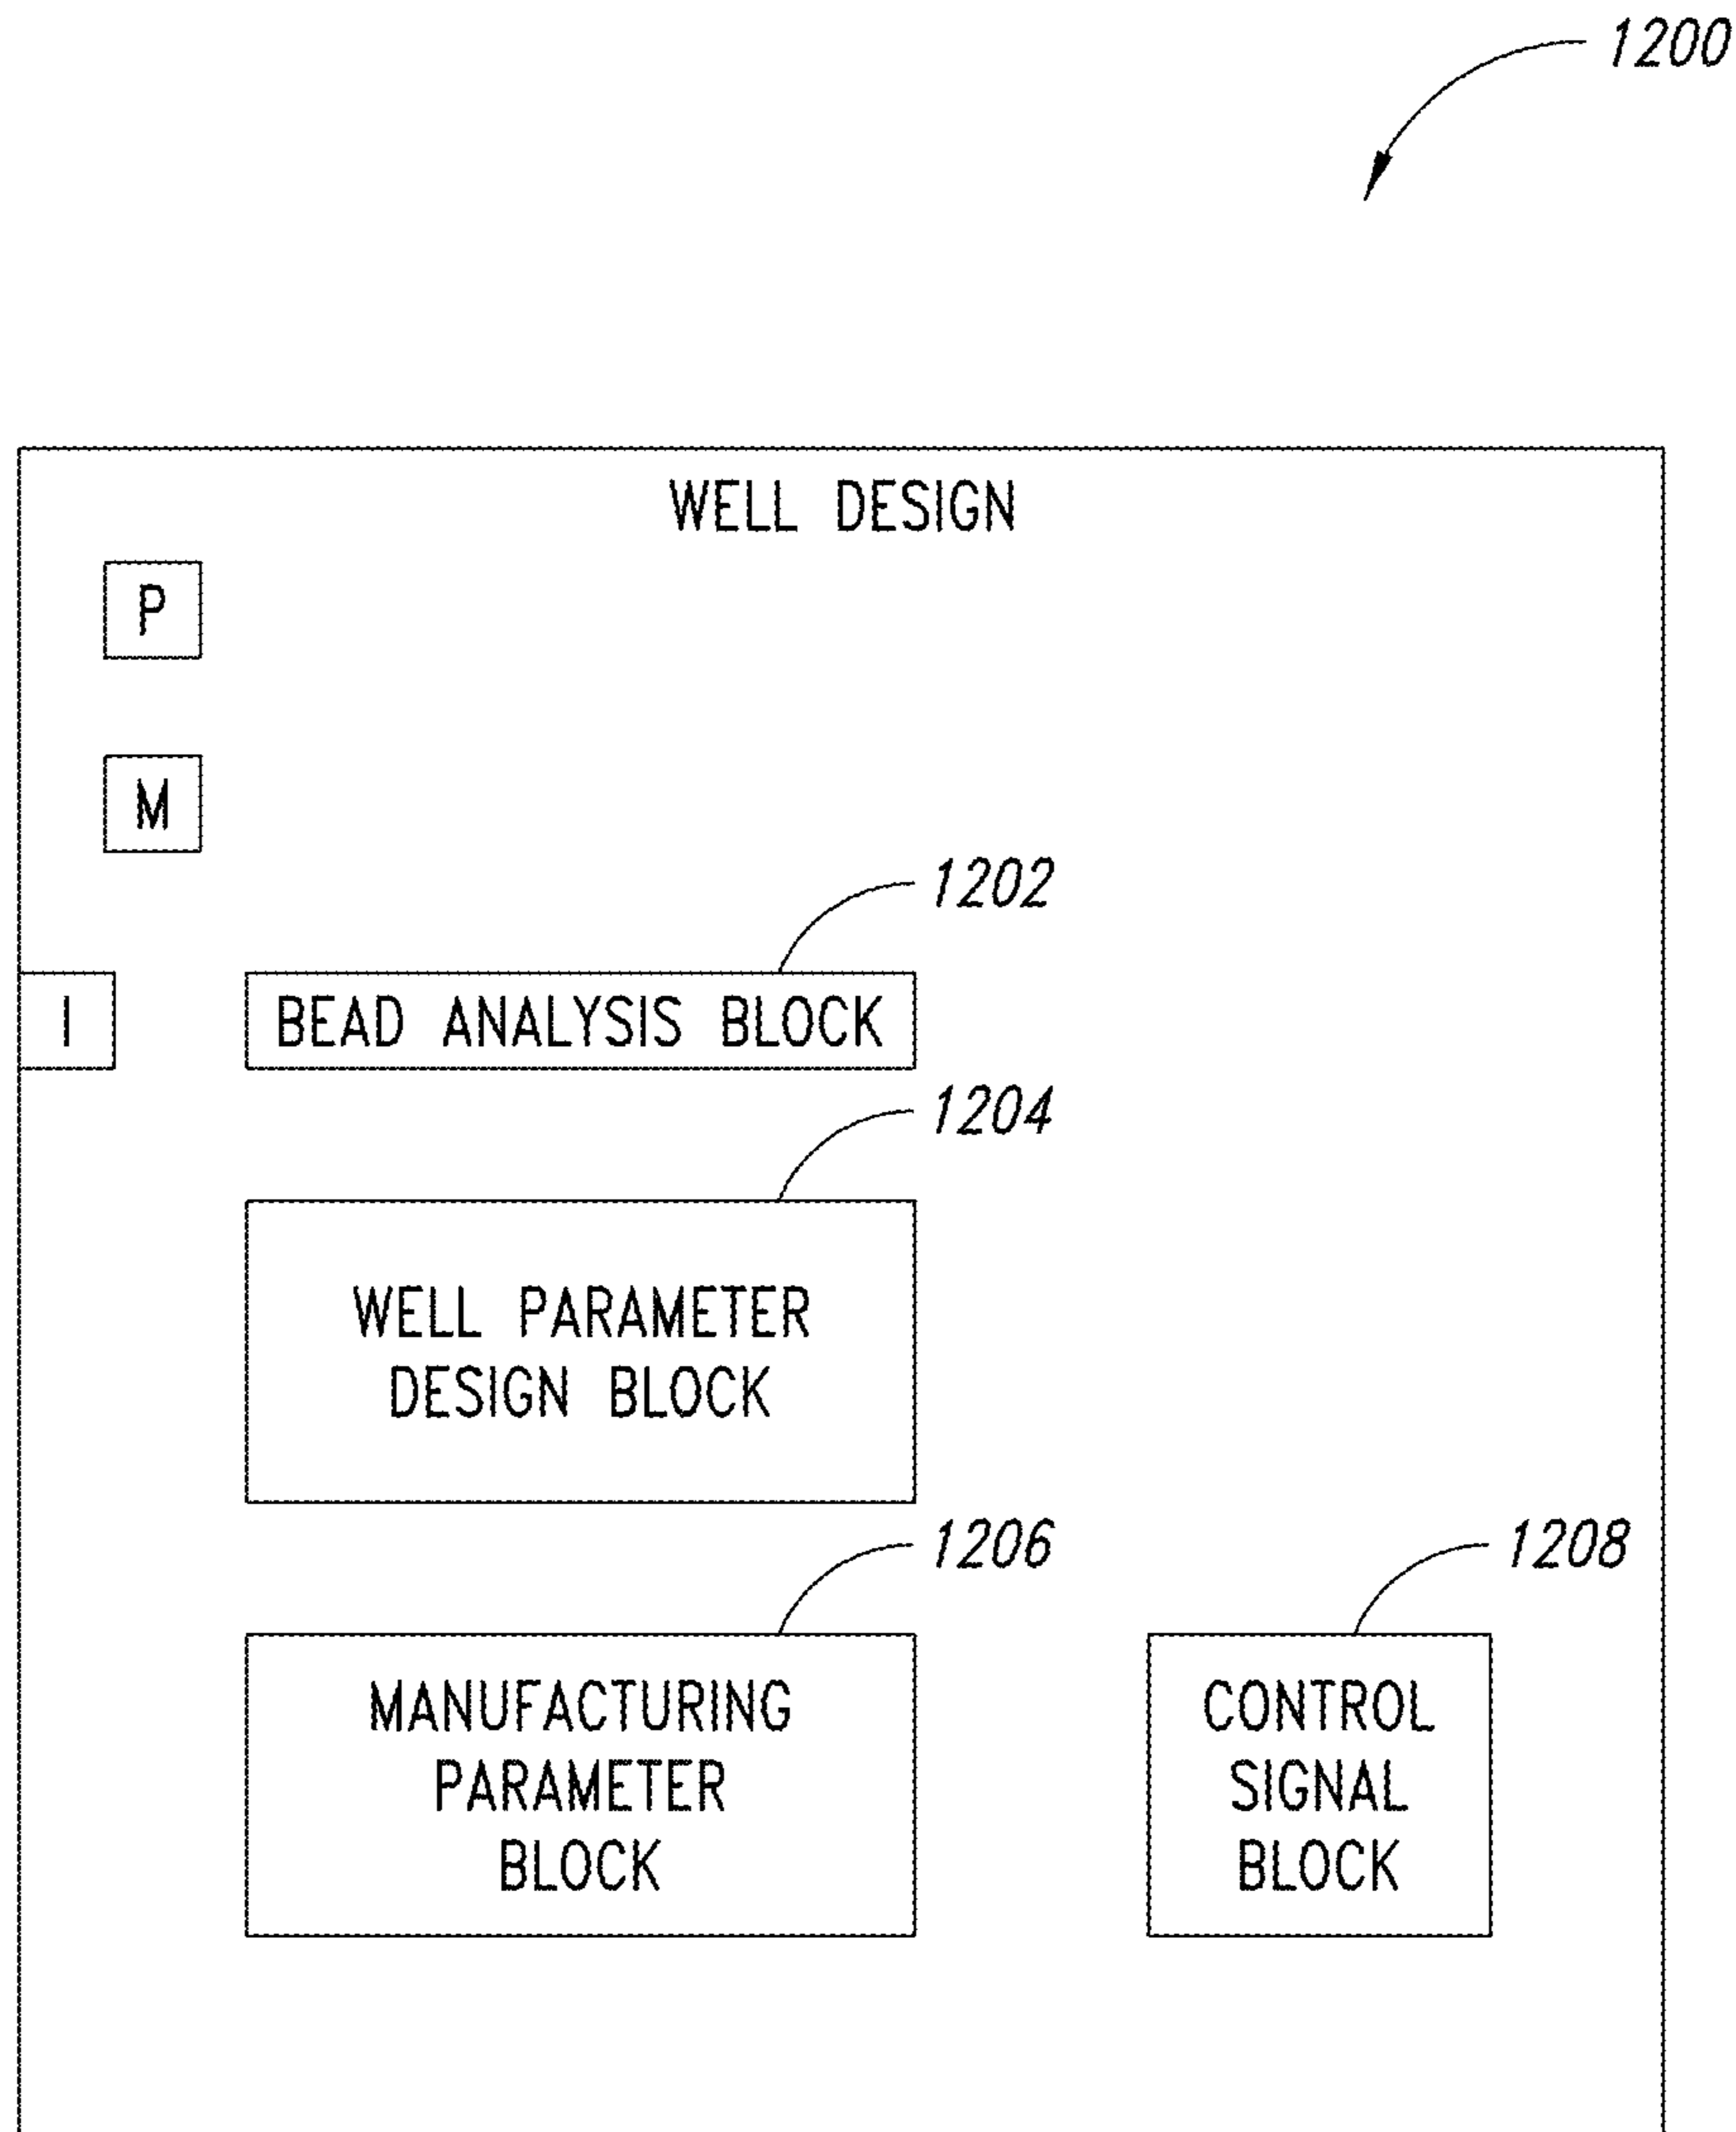 1200
WELL DESIGN
P
M
1202
I
BEAD ANALYSIS BLOCK
1204
WELL PARAMETER
DESIGN BLOCK
1206
MANUFACTURING
PARAMETER
BLOCK
1208
CONTROL
SIGNAL
BLOCK